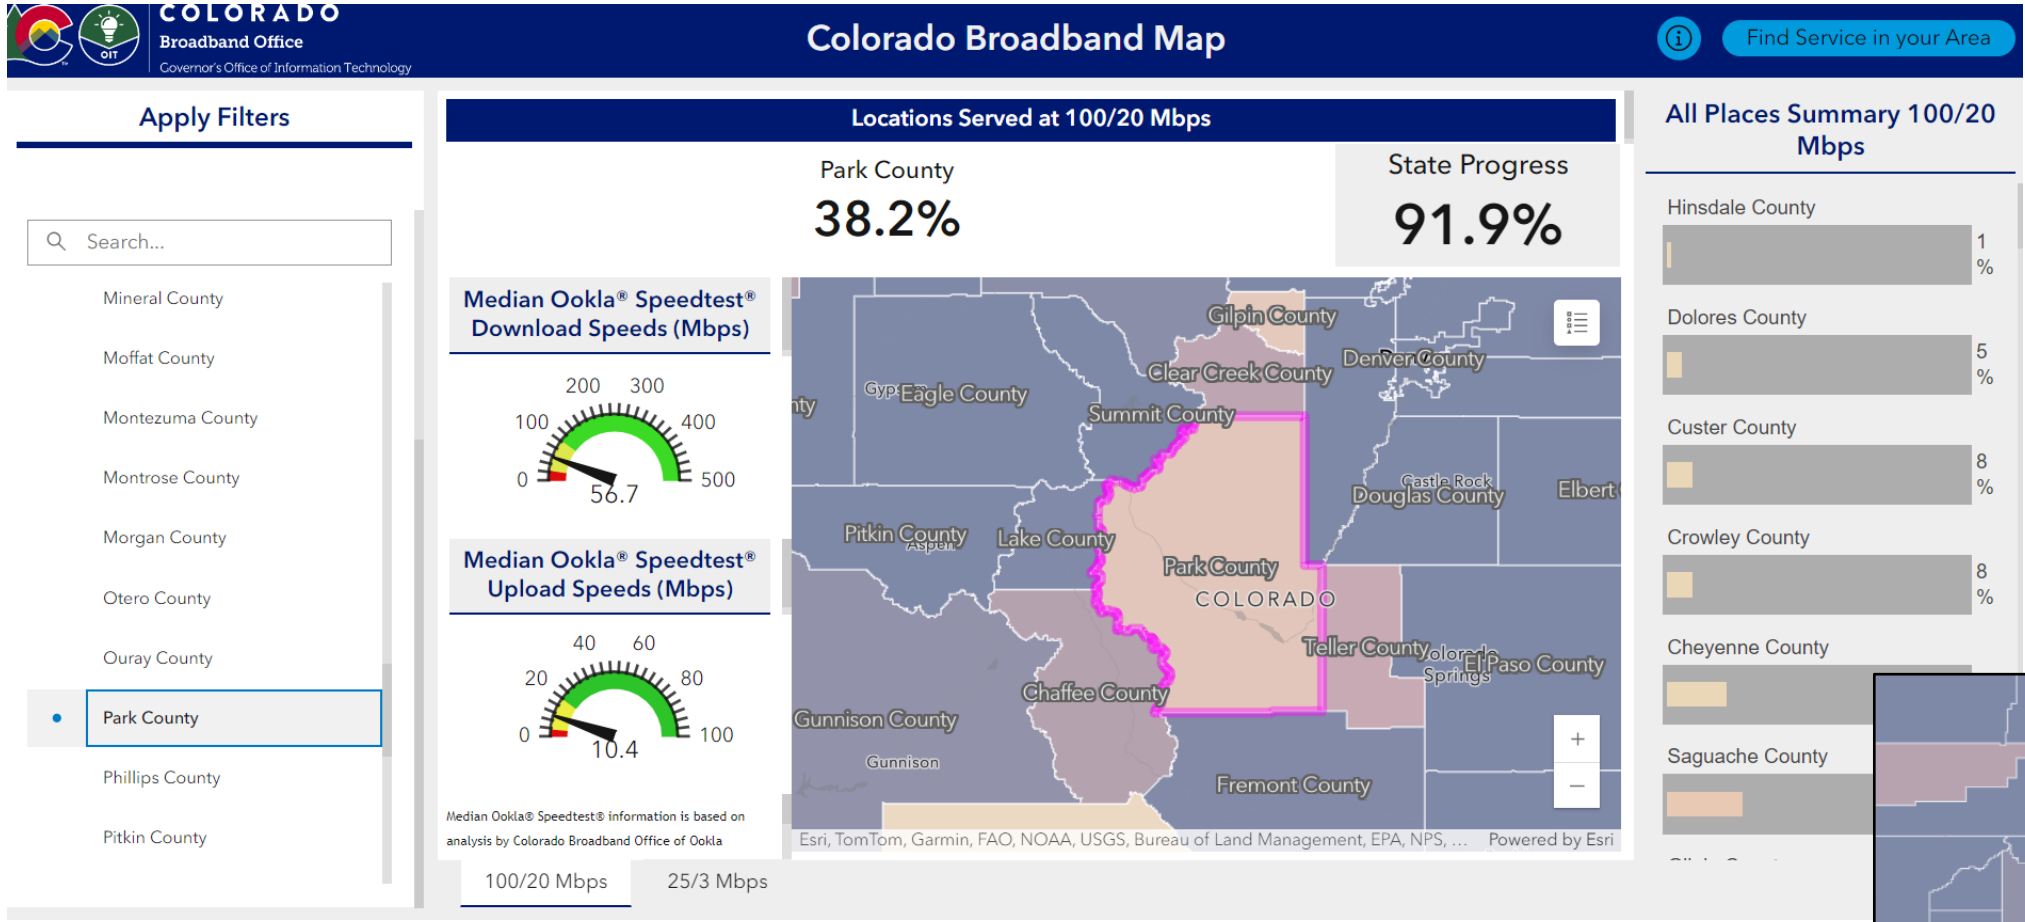 COLORADO
Broadband Office
Governor's Office of Information Technology
OIT
Colorado Broadband Map
Find Service in your Area
Apply Filters
Search...
Mineral County
Moffat County
Montezuma County
Montrose County
Morgan County
Otero County
Ouray County
Park County
Phillips County
Pitkin County
Locations Served at 100/20 Mbps
Park County
38.2%
State Progress
91.9%
Median Ookla® Speedtest®
Download Speeds (Mbps)
200 300
100 400
0 500
56.7
Median Ookla® Speedtest®
Upload Speeds (Mbps)
40 60
20 80
0 100
10.4
Median Ookla® Speedtest® information is based on
analysis by Colorado Broadband Office of Ookla
Gilpin County
Denver County
Clear Creek County
Eagle County
Summit County
Castle Rock
Douglas County
Elbert
Pitkin County
Aspen
Lake County
Park County
COLORADO
Teller County
El Paso County
Springs
Chaffee County
Gunnison County
Gunnison
Fremont County
+
−
Esri, TomTom, Garmin, FAO, NOAA, USGS, Bureau of Land Management, EPA, NPS, ... Powered by Esri
100/20 Mbps 25/3 Mbps
All Places Summary 100/20
Mbps
Hinsdale County
1
%
Dolores County
5
%
Custer County
8
%
Crowley County
8
%
Cheyenne County
Saguache County